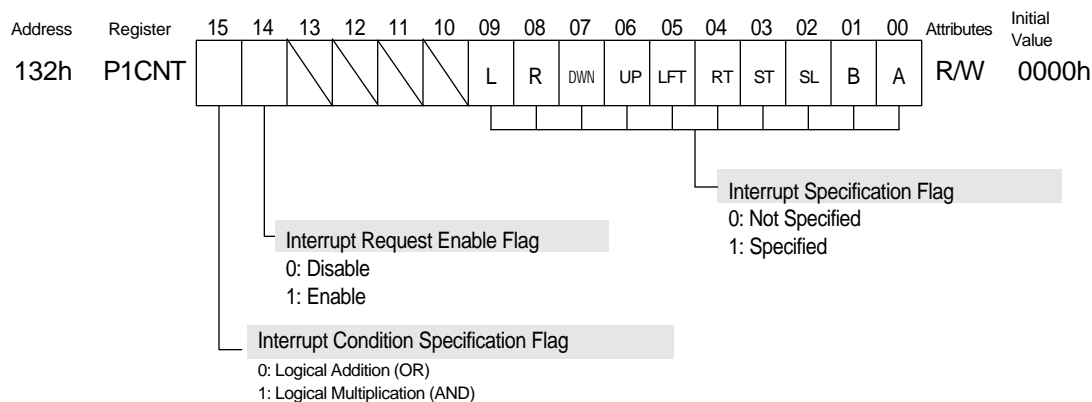 Address Register 15 14 13 12 11 10 09 08 07 06 05 04 03 02 01 00 Attributes Initial Value
132h P1CNT L R DWN UP LFT RT ST SL B A R/W 0000h
Interrupt Specification Flag
0: Not Specified
1: Specified
Interrupt Request Enable Flag
0: Disable
1: Enable
Interrupt Condition Specification Flag
0: Logical Addition (OR)
1: Logical Multiplication (AND)